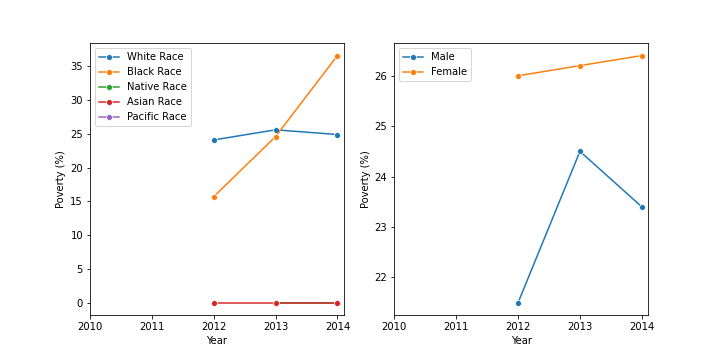 White Race
Black Race
Native Race
Asian Race
Pacific Race
35
30
25
20
15
10
5
0
Poverty (%)
2010 2011 2012 2013 2014
Year
Male
Female
26
25
24
23
22
Poverty (%)
2010 2011 2012 2013 2014
Year